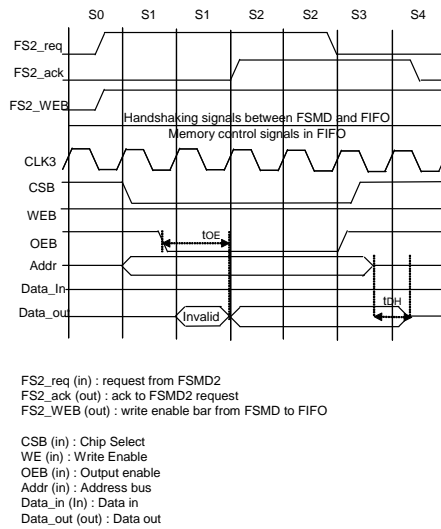 S0 S1 S1 S2 S2 S3 S4
FS2_req
FS2_ack
FS2_WEB
Handshaking signals between FSMD and FIFO
Memory control signals in FIFO
CLK3
CSB
WEB
OEB
tOE
Addr
Data_In
tDH
Data_out
Invalid
FS2_req (in) : request from FSMD2
FS2_ack (out) : ack to FSMD2 request
FS2_WEB (out) : write enable bar from FSMD to FIFO
CSB (in) : Chip Select
WE (in) : Write Enable
OEB (in) : Output enable
Addr (in) : Address bus
Data_in (In) : Data in
Data_out (out) : Data out